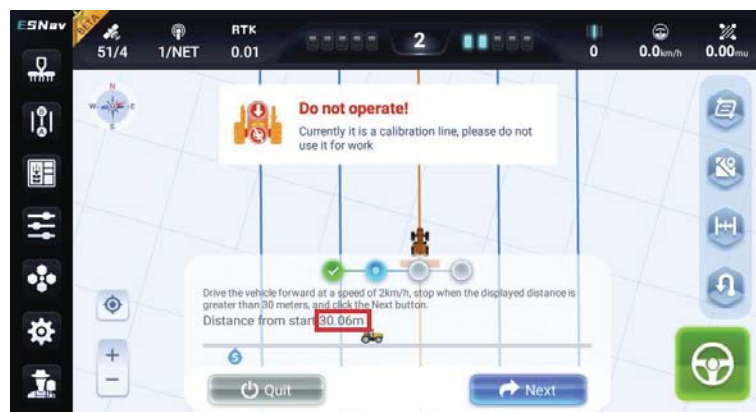 ESNav
BETA
51/4
1/NET
RTK
0.01
2
0
0.0km/h
0.00mu
N
W
E
S
Do not operate!
Currently it is a calibration line, please do not
use it for work
Drive the vehicle forward at a speed of 2km/h, stop when the displayed distance is
greater than 30 meters, and click the Next button.
Distance from start 30.06m
S
Quit
Next